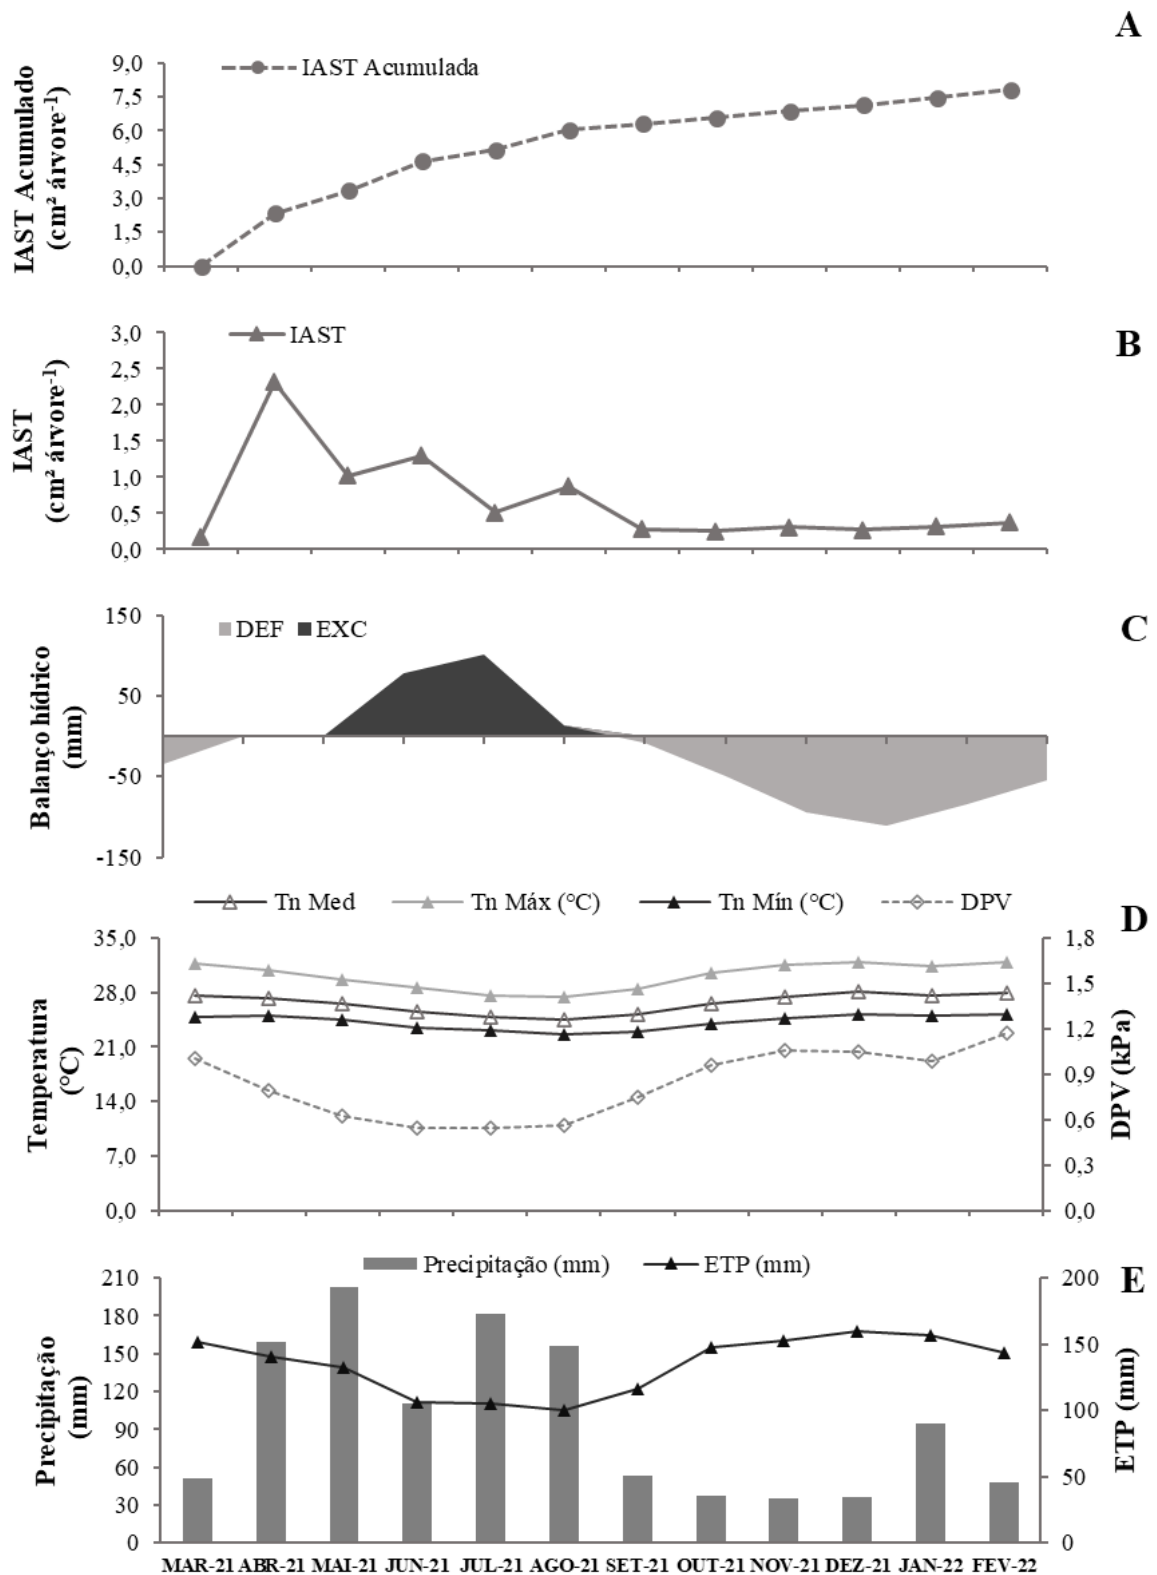 A
IAST Acumulada
IAST Acumulado
(cm² árvore⁻¹)
9,0
7,5
6,0
4,5
3,0
1,5
0,0
B
IAST
IAST
(cm² árvore⁻¹)
3,0
2,5
2,0
1,5
1,0
0,5
0,0
C
DEF EXC
Balanço hídrico
(mm)
150
50
-50
-150
Tn Med Tn Máx (°C) Tn Mín (°C) DPV
D
Temperatura
(°C)
35,0
28,0
21,0
14,0
7,0
0,0
1,8
1,5
1,2
0,9
0,6
0,3
0,0
DPV (kPa)
Precipitação (mm) ETP (mm)
E
Precipitação
(mm)
210
180
150
120
90
60
30
0
200
150
100
50
0
ETP (mm)
MAR-21 ABR-21 MAI-21 JUN-21 JUL-21 AGO-21 SET-21 OUT-21 NOV-21 DEZ-21 JAN-22 FEV-22